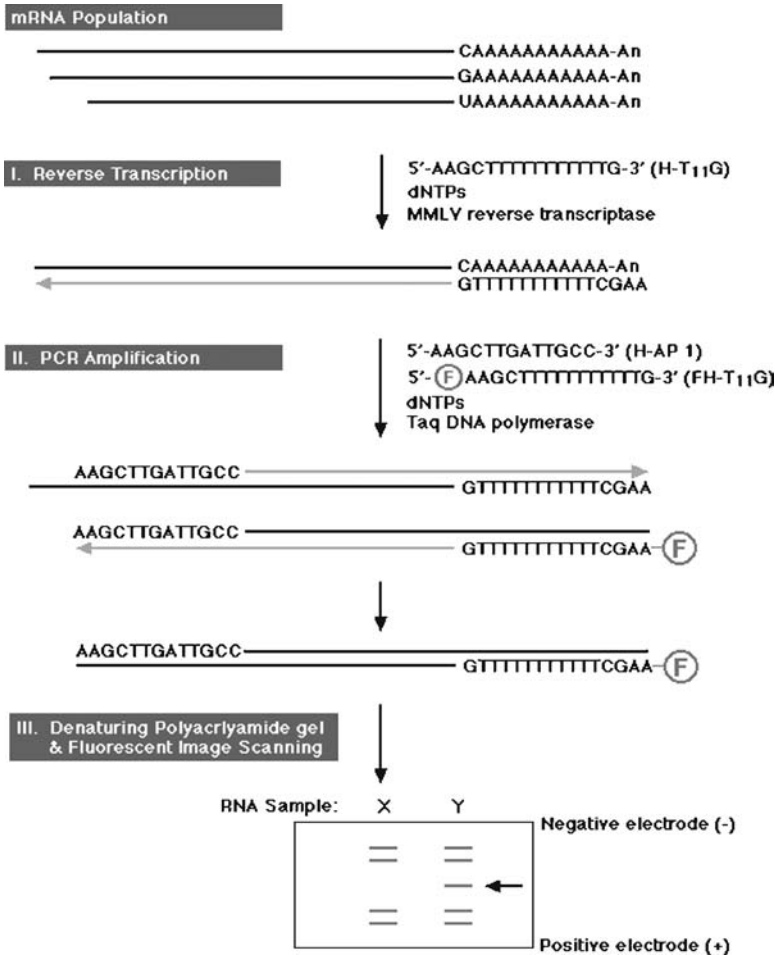 mRNA Population
CAAAAAAAAAAA-An
GAAAAAAAAAAA-An
UAAAAAAAAAAA-An
I. Reverse Transcription
5'-AAGCTTTTTTTTTTTG-3' (H-T₁₁G)
dNTPs
MMLV reverse transcriptase
CAAAAAAAAAAA-An
GTTTTTTTTTTTCGAA
II. PCR Amplification
5'-AAGCTTGATTGCC-3' (H-AP 1)
5'-ⒻAAGCTTTTTTTTTTTG-3' (FH-T₁₁G)
dNTPs
Taq DNA polymerase
AAGCTTGATTGCC
GTTTTTTTTTTTCGAA
AAGCTTGATTGCC
GTTTTTTTTTTTCGAA-Ⓕ
AAGCTTGATTGCC
GTTTTTTTTTTTCGAA-Ⓕ
III. Denaturing Polyacrlyamide gel
& Fluorescent Image Scanning
RNA Sample: X Y
Negative electrode (-)
Positive electrode (+)